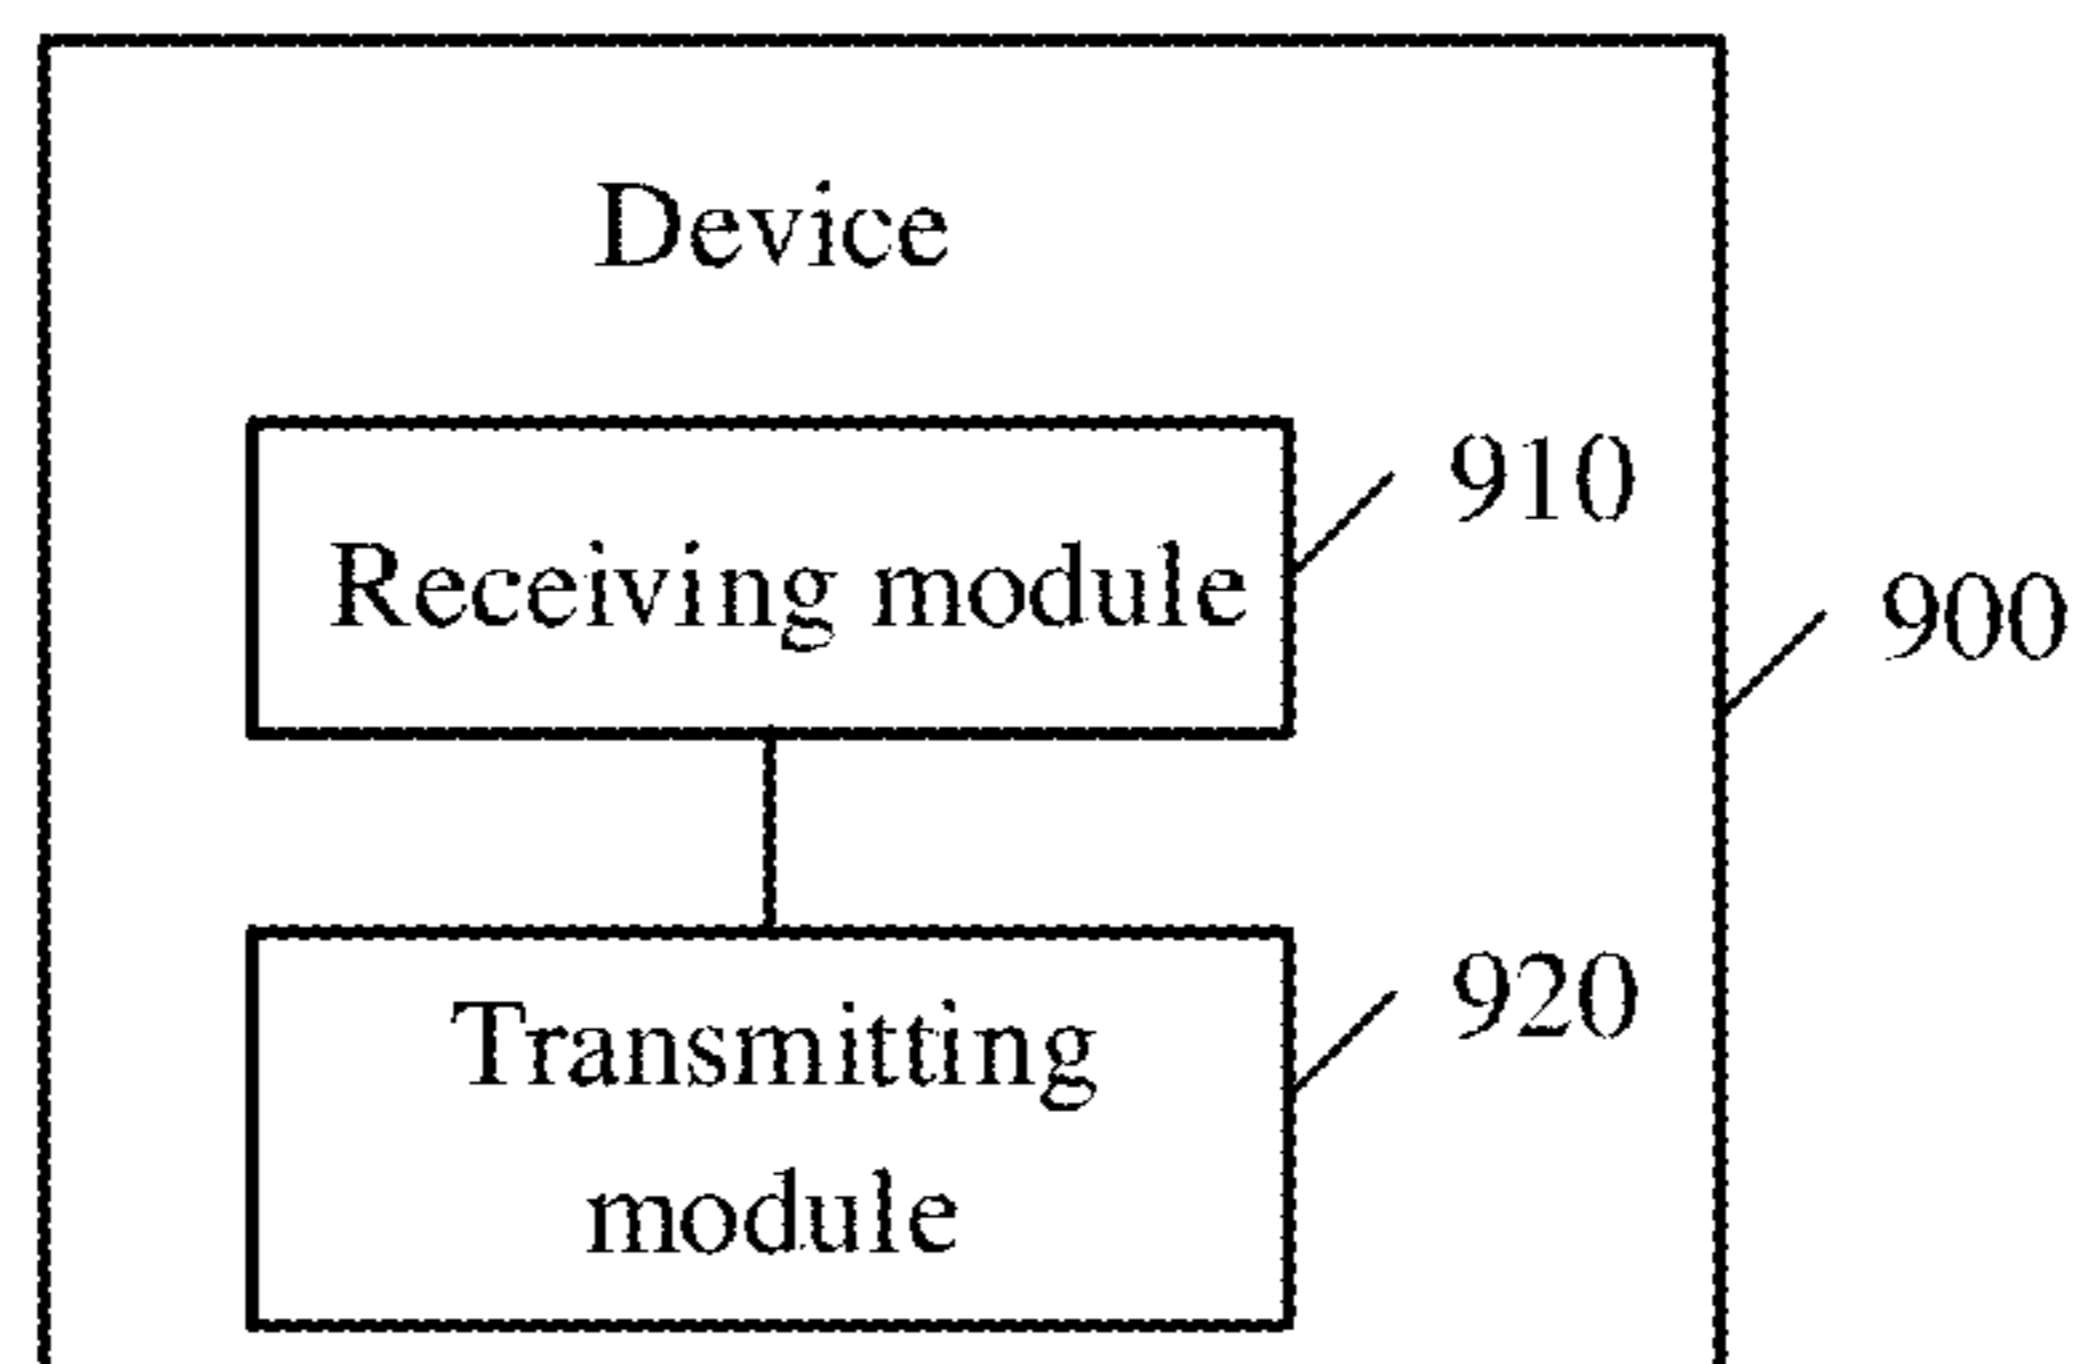 Device
910
Receiving module
900
920
Transmitting
module